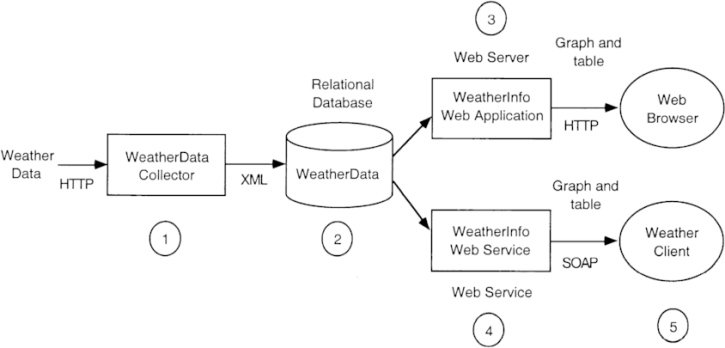 3
Web Server
Graph and
table
WeatherInfo
Web Application
HTTP
Web
Browser
Relational
Database
Weather
Data
HTTP
WeatherData
Collector
XML
WeatherData
1
2
Graph and
table
WeatherInfo
Web Service
SOAP
Weather
Client
Web Service
4
5